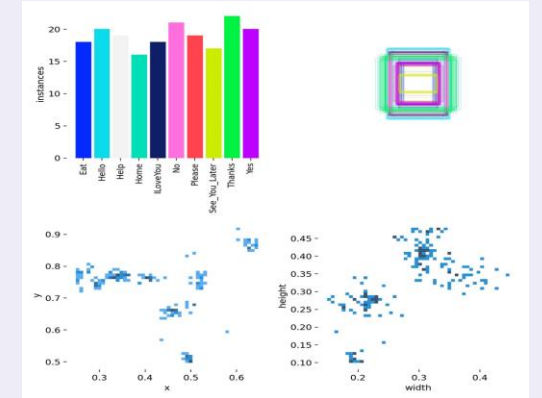 20
15
10
5
0
instances
Eat
Hello
Help
Home
ILoveYou
No
Please
See_You_Later
Thanks
Yes
0.9
0.8
0.7
0.6
0.5
y
0.3 0.4 0.5 0.6
x
0.45
0.40
0.35
0.30
0.25
0.20
0.15
0.10
height
0.2 0.3 0.4
width